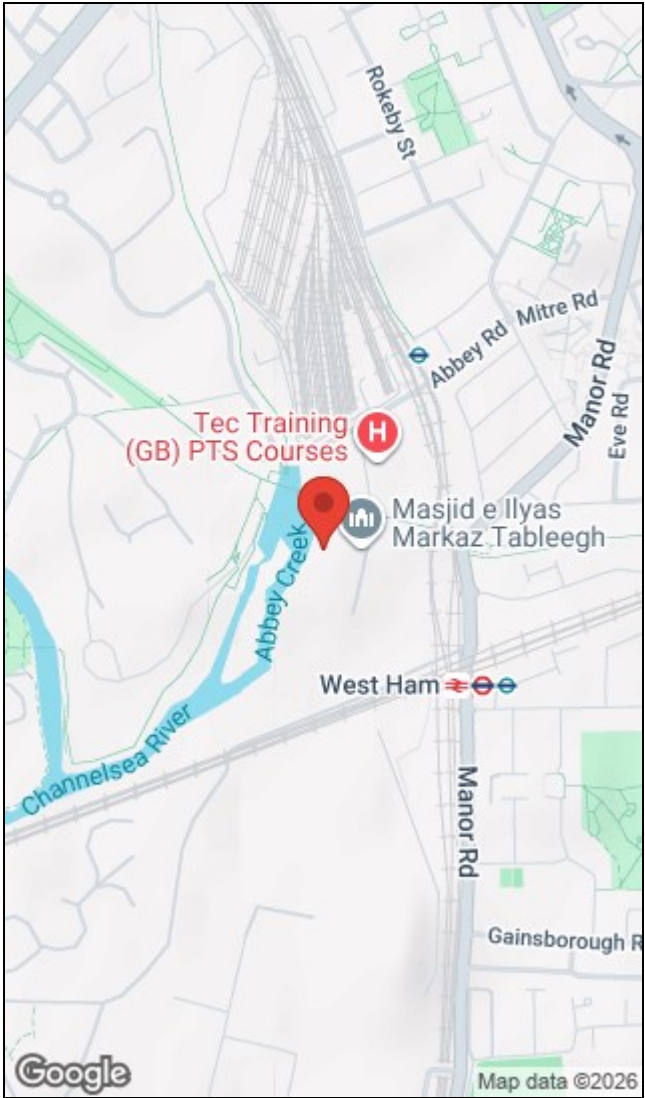 Rokeby St
Mitre Rd
Abbey Rd
Manor Rd
Eve Rd
Tec Training
(GB) PTS Courses
H
Masjid e Ilyas
Markaz Tableegh
Abbey Creek
West Ham
Channelsea River
Manor Rd
Gainsborough R
Google
Map data ©2026